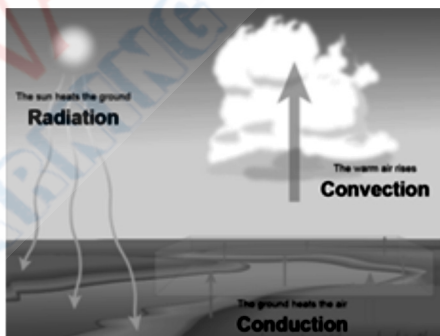 The sun heats the ground
Radiation
The warm air rises
Convection
The ground heats the air
Conduction